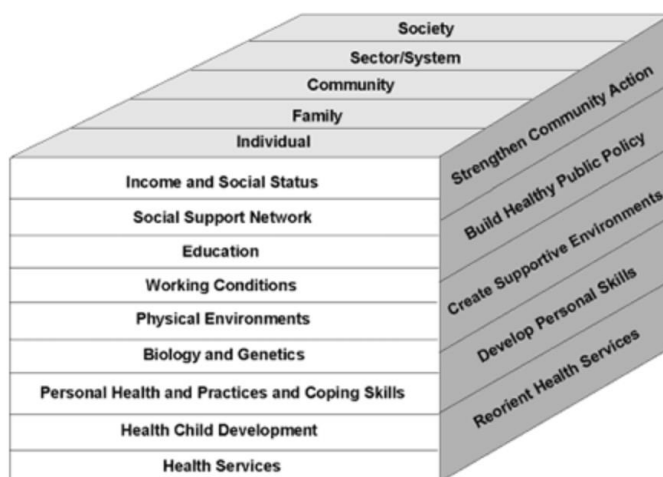 Society
Sector/System
Community
Family
Individual
Income and Social Status
Social Support Network
Education
Working Conditions
Physical Environments
Biology and Genetics
Personal Health and Practices and Coping Skills
Health Child Development
Health Services
Strengthen Community Action
Build Healthy Public Policy
Create Supportive Environments
Develop Personal Skills
Reorient Health Services